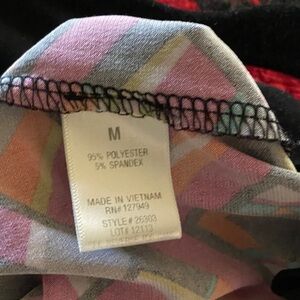 M
95% POLYESTER
5% SPANDEX
MADE IN VIETNAM
RN# 127949
STYLE# 26303